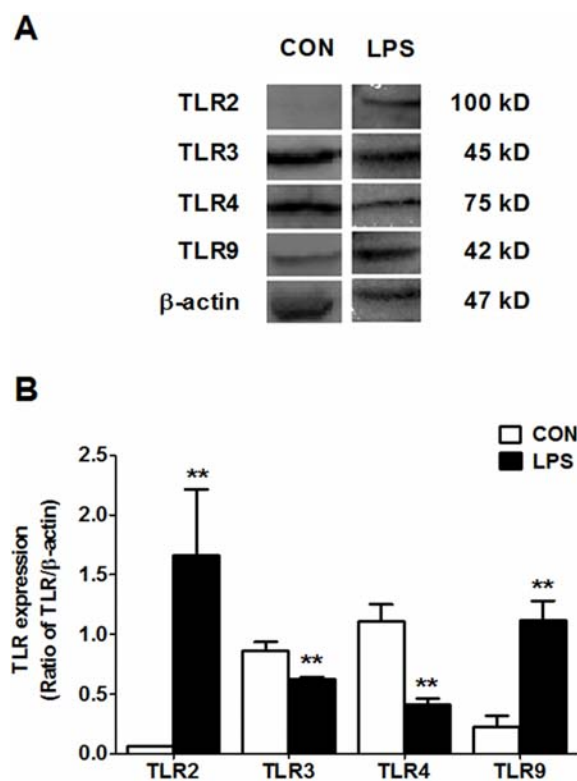 A
CON LPS
TLR2 100 kD
TLR3 45 kD
TLR4 75 kD
TLR9 42 kD
β-actin 47 kD
B
CON
LPS
TLR expression
(Ratio of TLR/β-actin)
2.5
2.0
1.5
1.0
0.5
0.0
** ** ** **
TLR2 TLR3 TLR4 TLR9